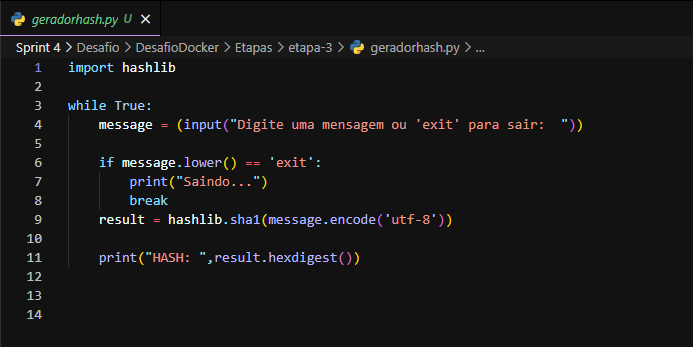 geradorhash.py U ×
Sprint 4 > Desafio > DesafioDocker > Etapas > etapa-3 > geradorhash.py > ...
1 import hashlib
2
3 while True:
4     message = (input("Digite uma mensagem ou 'exit' para sair:  "))
5
6     if message.lower() == 'exit':
7         print("Saindo...")
8         break
9     result = hashlib.sha1(message.encode('utf-8'))
10
11     print("HASH: ",result.hexdigest())
12
13
14